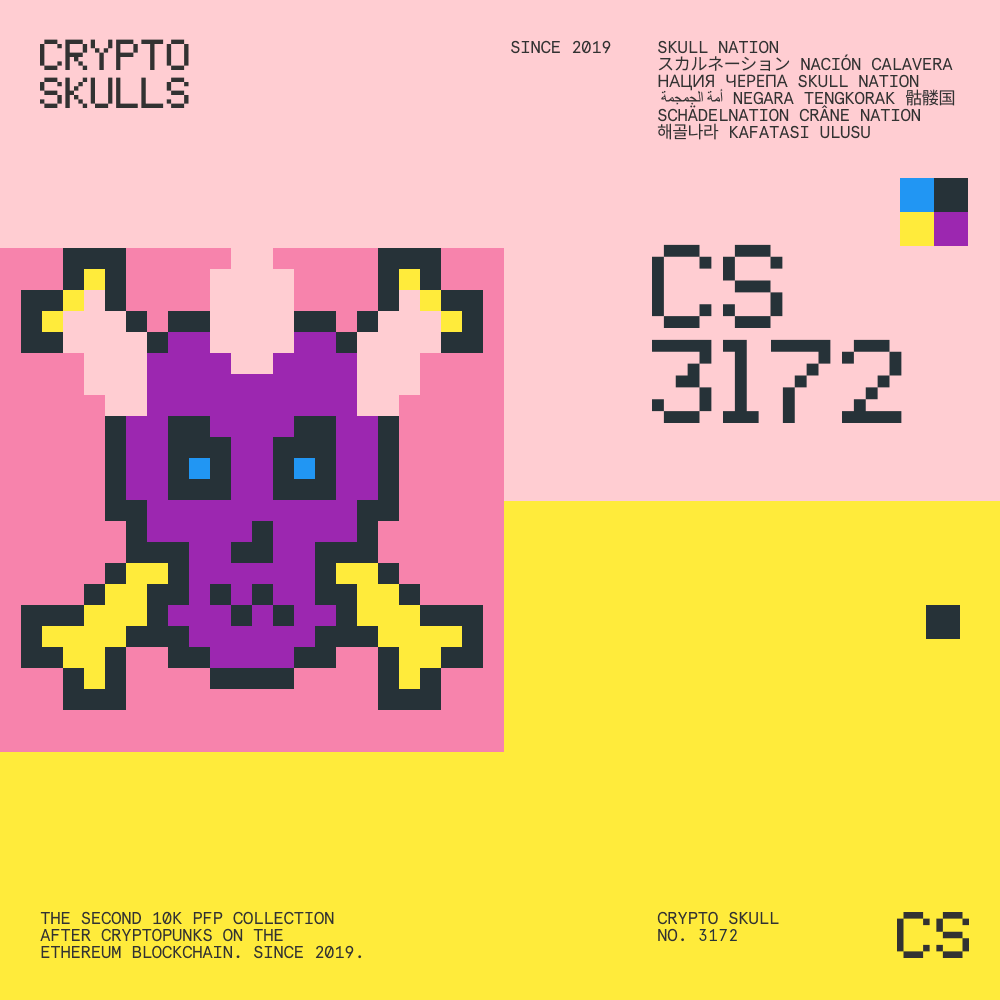 CRYPTO
SKULLS
SINCE 2019
SKULL NATION
スカルネーション NACIÓN CALAVERA
НАЦИЯ ЧЕРЕПА SKULL NATION
أمة الجمجمة NEGARA TENGKORAK 骷髅国
SCHÄDELNATION CRÂNE NATION
해골나라 KAFATASI ULUSU
CS
3172
THE SECOND 10K PFP COLLECTION
AFTER CRYPTOPUNKS ON THE
ETHEREUM BLOCKCHAIN. SINCE 2019.
CRYPTO SKULL
NO. 3172
CS